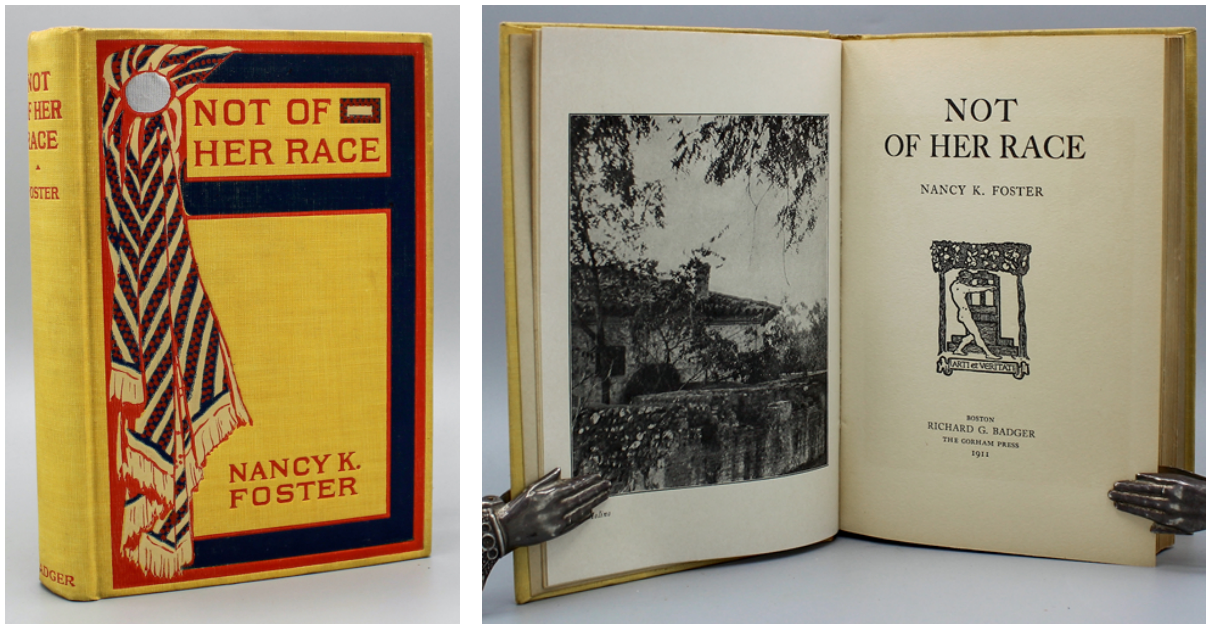 NOT
OF HER
RACE
FOSTER
BADGER
NOT OF
HER RACE
NANCY K.
FOSTER
NOT
OF HER RACE
NANCY K. FOSTER
ARTI et VERITATI
BOSTON
RICHARD G. BADGER
THE GORHAM PRESS
1911